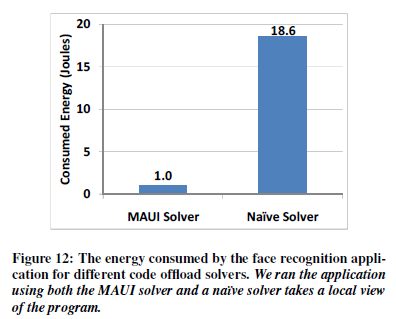 Consumed Energy (Joules)
20
15
10
5
0
1.0
18.6
MAUI Solver
Naïve Solver
Figure 12: The energy consumed by the face recognition appli-
cation for different code offload solvers. We ran the application
using both the MAUI solver and a naïve solver takes a local view
of the program.